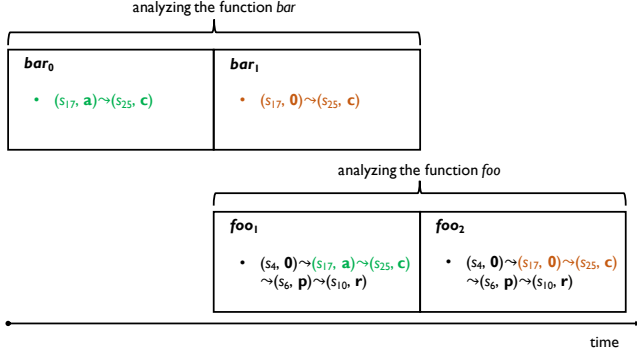 analyzing the function bar
bar₀
bar₁
• (s₁₇, a)⤳(s₂₅, c)
• (s₁₇, 0)⤳(s₂₅, c)
analyzing the function foo
foo₁
foo₂
• (s₄, 0)⤳(s₁₇, a)⤳(s₂₅, c)
⤳(s₆, p)⤳(s₁₀, r)
• (s₄, 0)⤳(s₁₇, 0)⤳(s₂₅, c)
⤳(s₆, p)⤳(s₁₀, r)
time